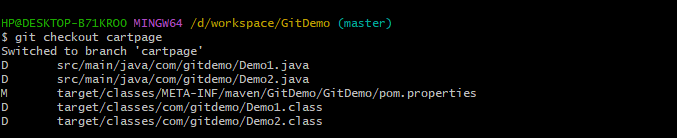 HP@DESKTOP-B71KROO MINGW64 /d/workspace/GitDemo (master)
$ git checkout cartpage
Switched to branch 'cartpage'
D       src/main/java/com/gitdemo/Demo1.java
D       src/main/java/com/gitdemo/Demo2.java
M       target/classes/META-INF/maven/GitDemo/GitDemo/pom.properties
D       target/classes/com/gitdemo/Demo1.class
D       target/classes/com/gitdemo/Demo2.class